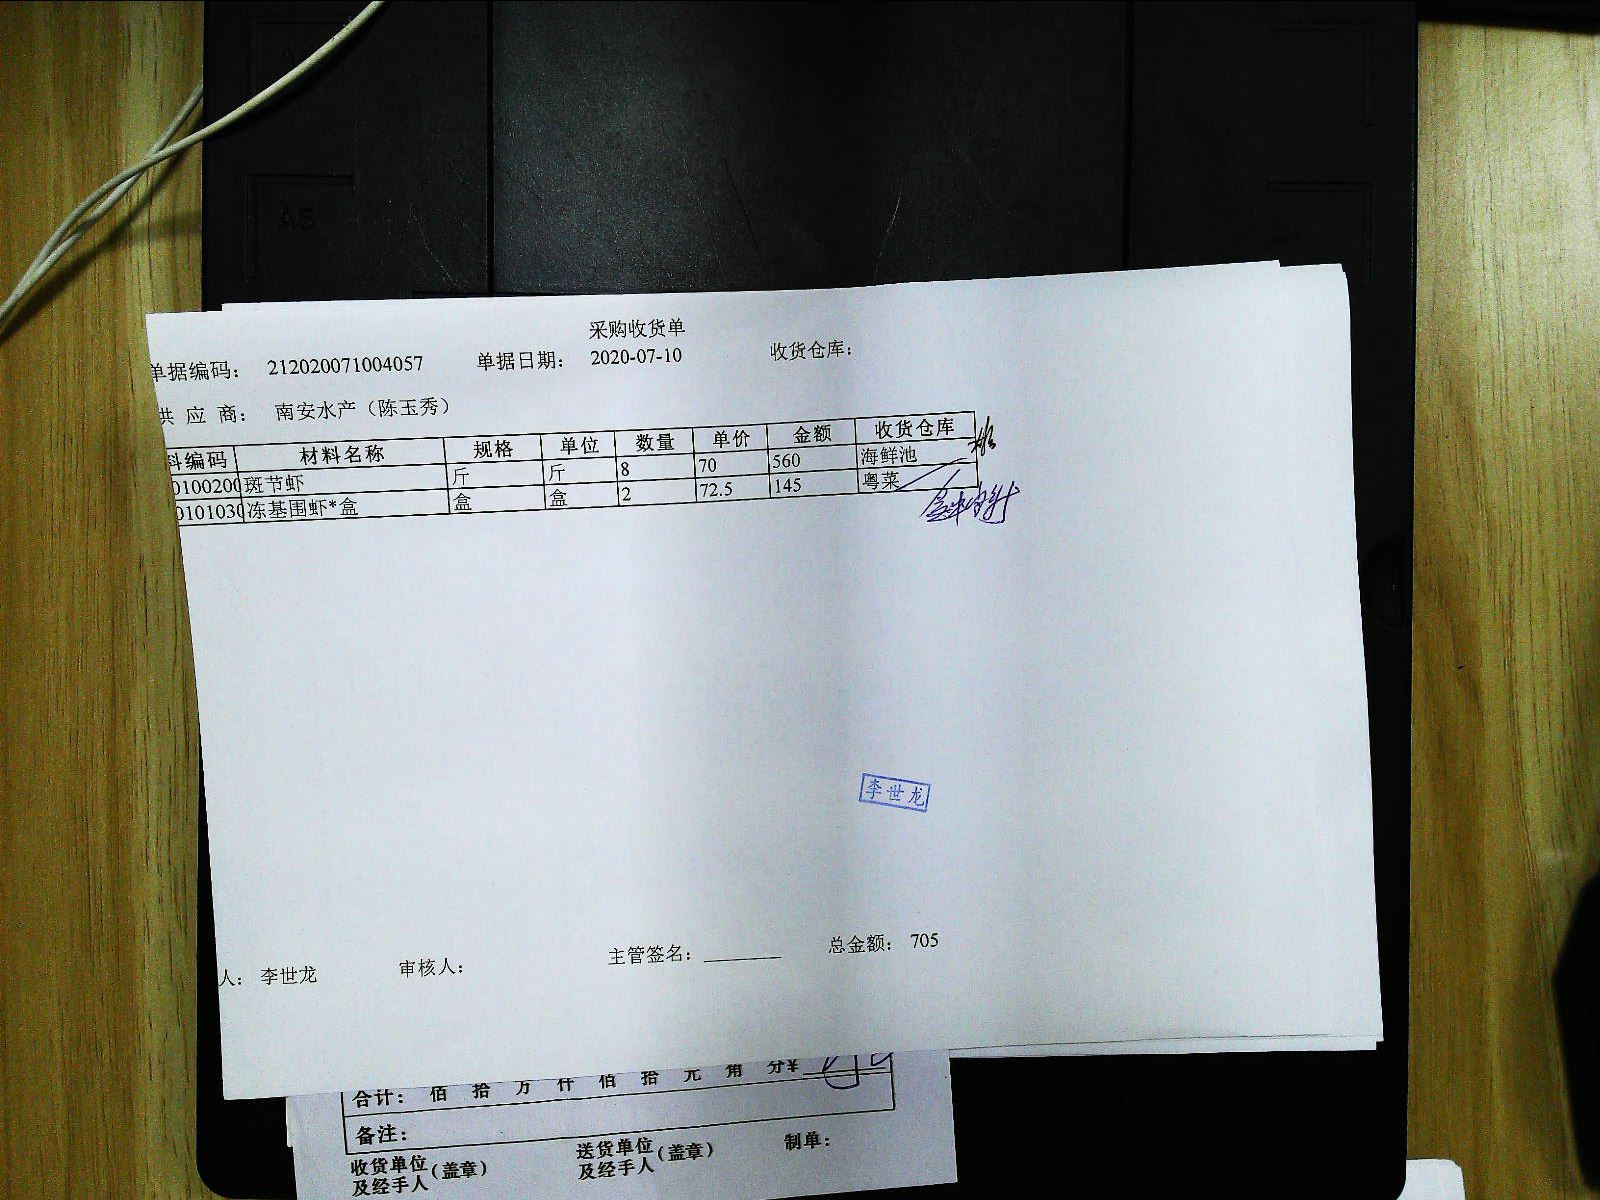 采购收货单
单据编码： 212020071004057 单据日期： 2020-07-10 收货仓库：
供 应 商： 南安水产（陈玉秀）
料编码 材料名称 规格 单位 数量 单价 金额 收货仓库
0100200 斑节虾 斤 斤 8 70 560 海鲜池
0101030 冻基围虾*盒 盒 盒 2 72.5 145 粤菜
李世龙
人： 李世龙 审核人： 主管签名：________ 总金额： 705
合计： 佰 拾 万 仟 佰 拾 元 角 分¥
备注：
收货单位及经手人（盖章） 送货单位及经手人（盖章） 制单：
A5